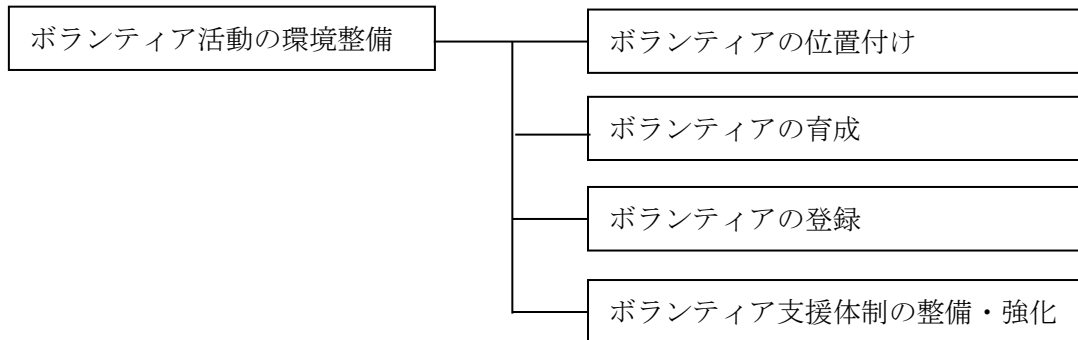 ボランティア活動の環境整備
ボランティアの位置付け
ボランティアの育成
ボランティアの登録
ボランティア支援体制の整備・強化